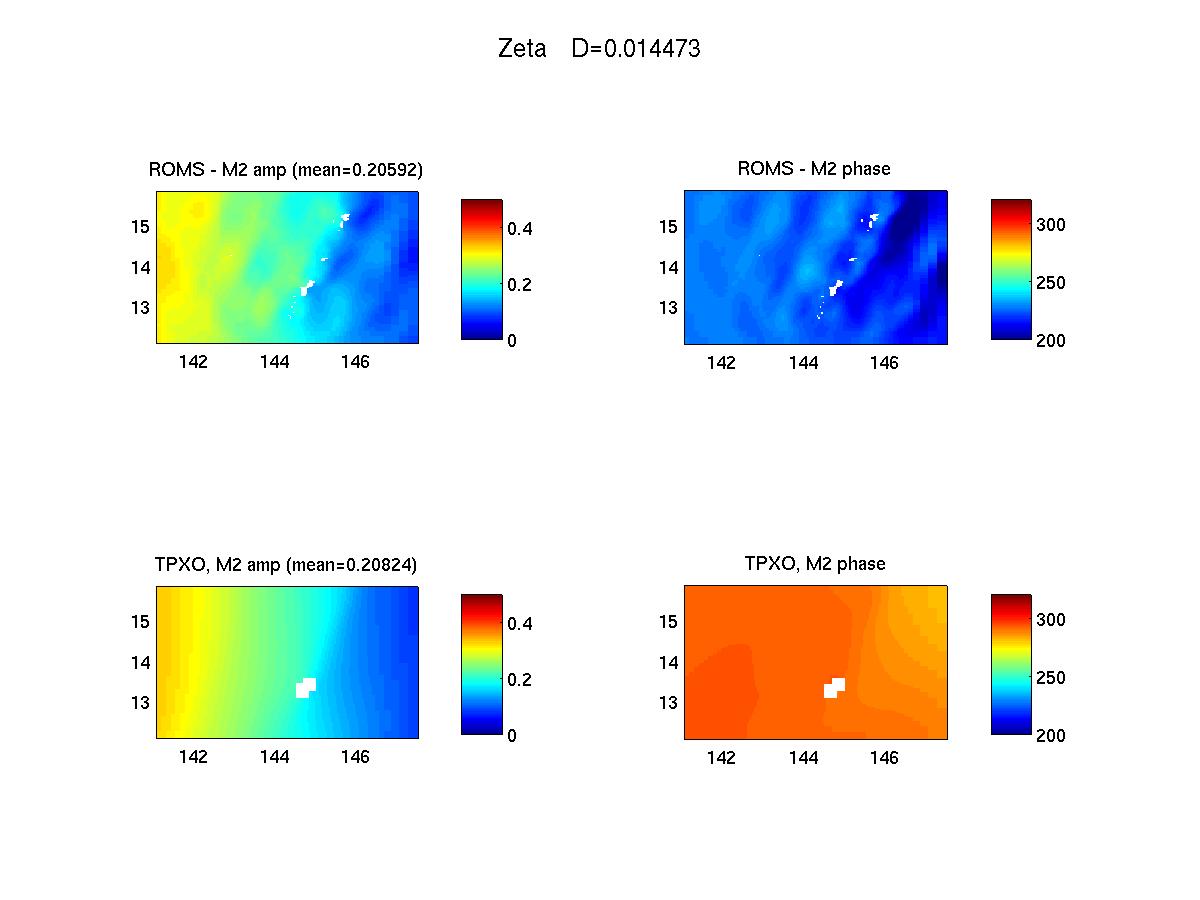 Zeta D=0.014473
ROMS - M2 amp (mean=0.20592)
15
14
13
142 144 146
0.4
0.2
0
ROMS - M2 phase
15
14
13
142 144 146
300
250
200
TPXO, M2 amp (mean=0.20824)
15
14
13
142 144 146
0.4
0.2
0
TPXO, M2 phase
15
14
13
142 144 146
300
250
200